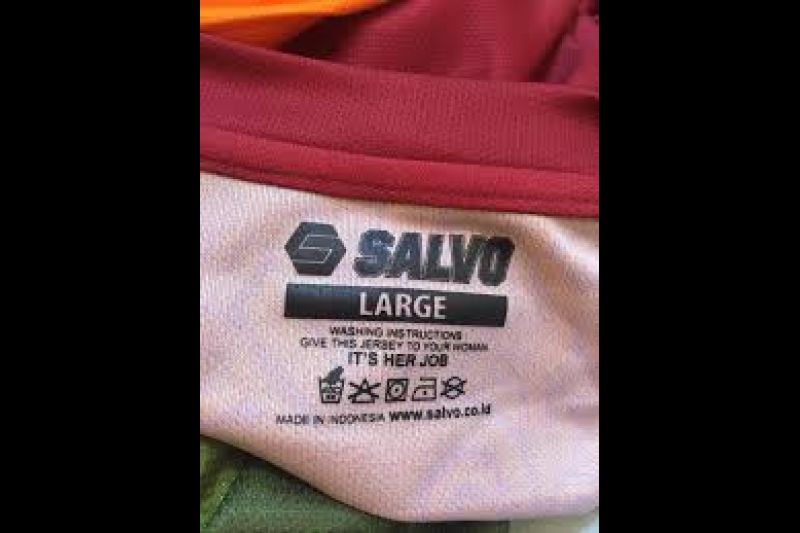 SALVO
LARGE
WASHING INSTRUCTIONS
GIVE THIS JERSEY TO YOUR WOMAN
IT'S HER JOB
MADE IN INDONESIA www.salvo.co.id